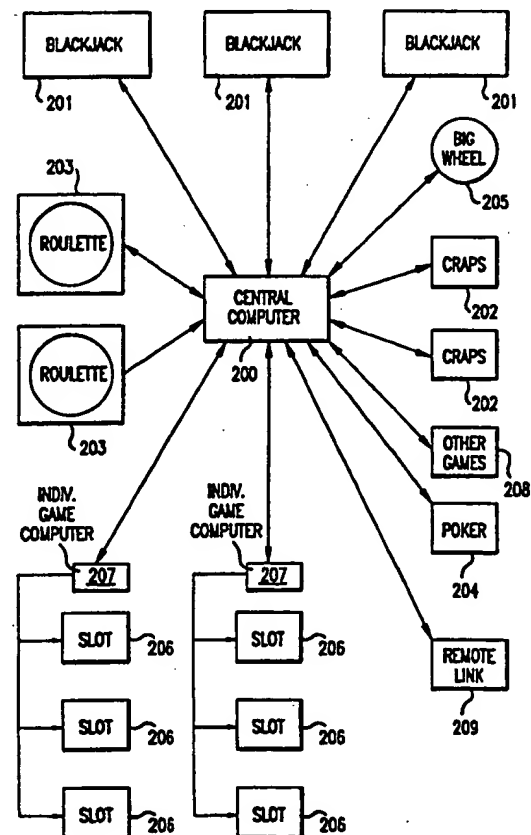 BLACKJACK
BLACKJACK
BLACKJACK
201
201
201
BIG
WHEEL
205
203
ROULETTE
CENTRAL
COMPUTER
200
CRAPS
202
ROULETTE
203
CRAPS
202
OTHER
GAMES
208
INDIV.
GAME
COMPUTER
207
INDIV.
GAME
COMPUTER
207
POKER
204
SLOT
206
SLOT
206
REMOTE
LINK
209
SLOT
206
SLOT
206
SLOT
206
SLOT
206